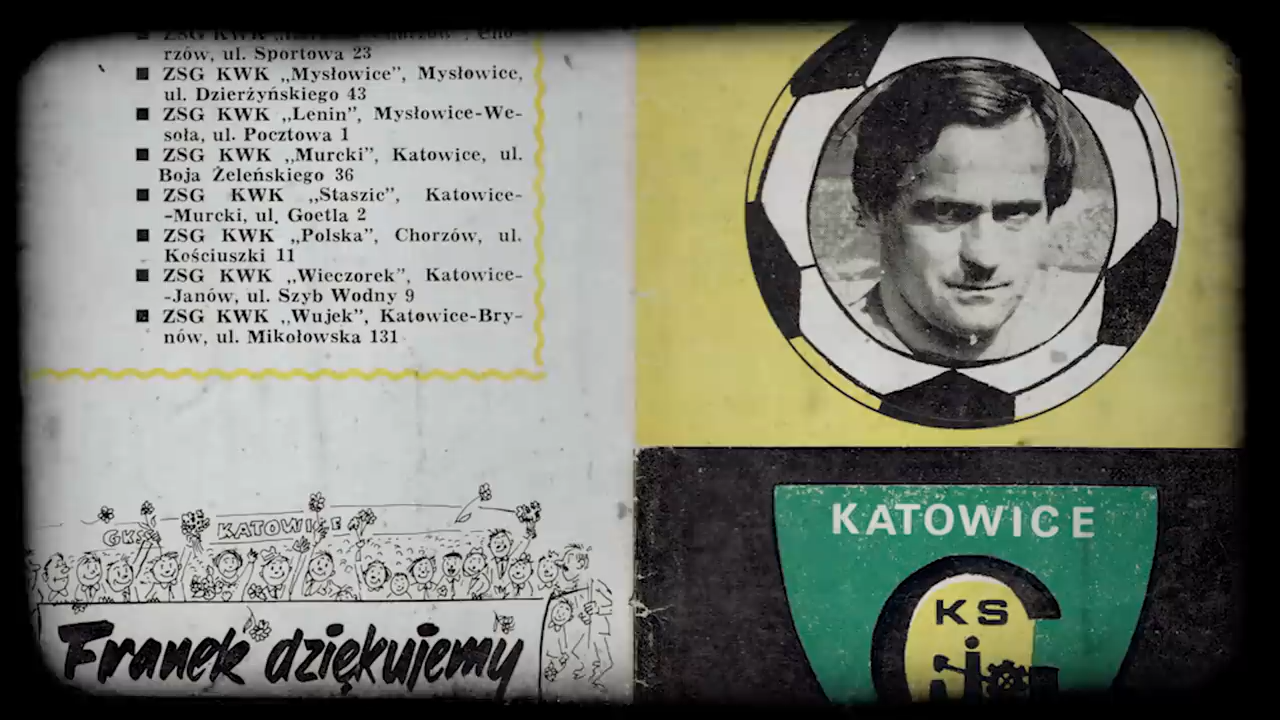 rzów, ul. Sportowa 23
■ ZSG KWK „Mysłowice”, Mysłowice,
ul. Dzierżyńskiego 43
■ ZSG KWK „Lenin”, Mysłowice-We-
soła, ul. Pocztowa 1
■ ZSG KWK „Murcki”, Katowice, ul.
Boja Żeleńskiego 36
■ ZSG KWK „Staszic”, Katowice-
-Murcki, ul. Goetla 2
■ ZSG KWK „Polska”, Chorzów, ul.
Kościuszki 11
■ ZSG KWK „Wieczorek”, Katowice-
-Janów, ul. Szyb Wodny 9
■ ZSG KWK „Wujek”, Katowice-Bry-
nów, ul. Mikołowska 131
GKS KATOWICE
Franek dziękujemy
KATOWICE
KS